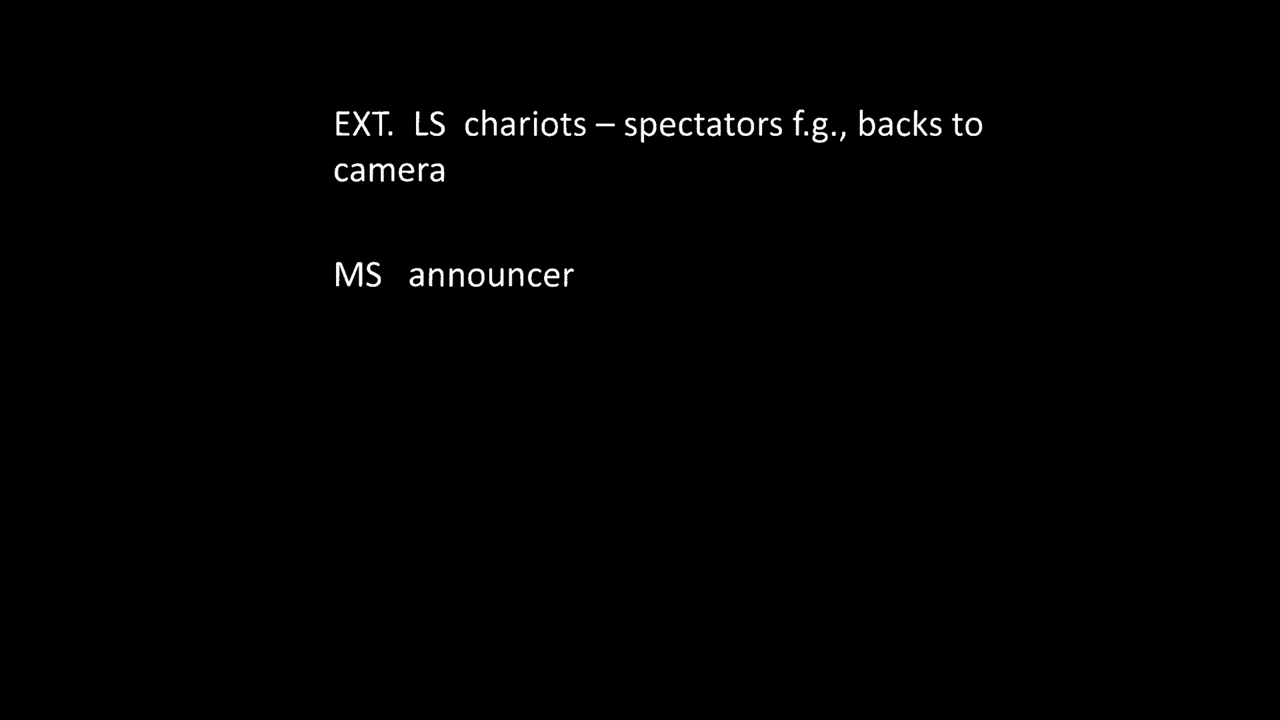 EXT.  LS  chariots – spectators f.g., backs to
camera
MS   announcer